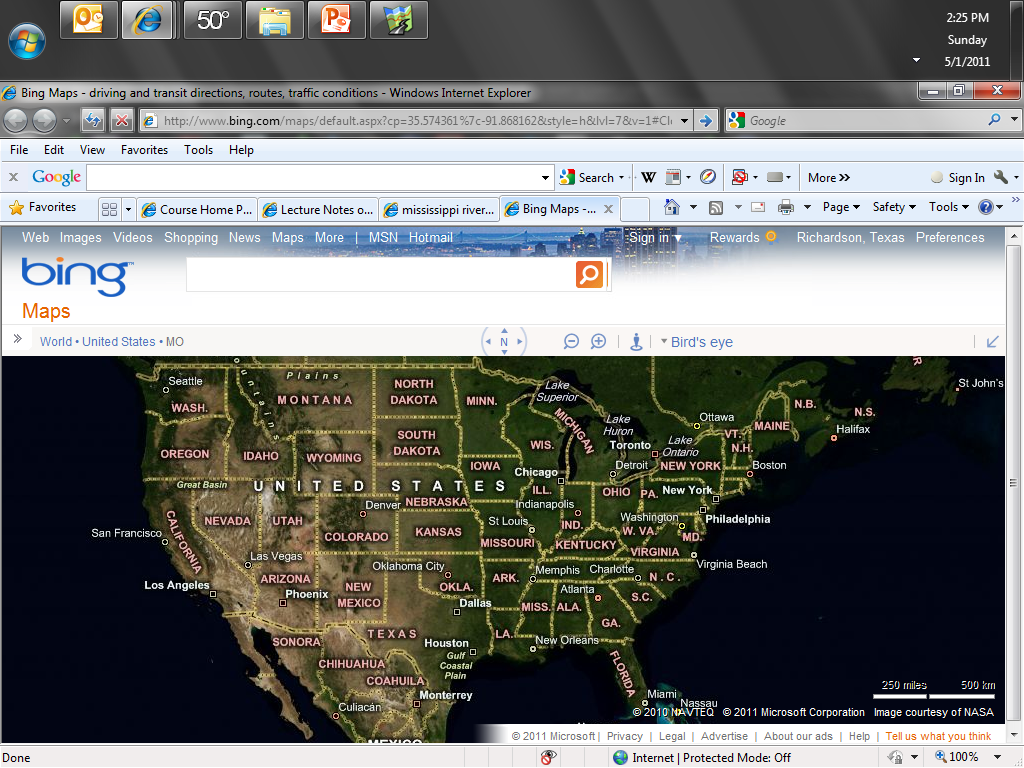 50°
2:25 PM
Sunday
5/1/2011
Bing Maps - driving and transit directions, routes, traffic conditions - Windows Internet Explorer
http://www.bing.com/maps/default.aspx?cp=35.574361%7c-91.868162&style=h&lvl=7&v=1#Cl
Google
File Edit View Favorites Tools Help
x Google Search W More >> Sign In
Favorites Course Home P... Lecture Notes o... mississippi river... Bing Maps -... Page Safety Tools
Web Images Videos Shopping News Maps More | MSN Hotmail Sign in Rewards Richardson, Texas Preferences
bing™
Maps
World • United States • MO N Bird's eye
Seattle
Plains
WASH.
MONTANA
NORTH DAKOTA
MINN.
Lake Superior
MICHIGAN
Lake Huron
Ottawa
MAINE
N.B.
N.S.
Halifax
St John's
R
untains
OREGON
IDAHO
WYOMING
SOUTH DAKOTA
WIS.
Toronto
Lake Ontario
VT.
N.H.
Boston
Great Basin
UNITED STATES
IOWA
Chicago
Detroit
NEW YORK
NEVADA
UTAH
Denver
NEBRASKA
ILL.
Indianapolis
OHIO
PA.
New York
San Francisco
CALIFORNIA
COLORADO
KANSAS
St Louis
MISSOURI
IND.
KENTUCKY
W. VA.
Washington
MD.
Philadelphia
VIRGINIA
Virginia Beach
Las Vegas
Los Angeles
ARIZONA
Phoenix
NEW MEXICO
Oklahoma City
OKLA.
ARK.
Memphis
Charlotte
N.C.
Atlanta
S.C.
Dallas
MISS.
ALA.
GA.
SONORA
TEXAS
Houston
LA.
New Orleans
CHIHUAHUA
Gulf Coastal Plain
FLORIDA
COAHUILA
Monterrey
Culiacán
MEXICO
Miami
Nassau
250 miles 500 km
© 2010 NAVTEQ © 2011 Microsoft Corporation Image courtesy of NASA
© 2011 Microsoft | Privacy | Legal | Advertise | About our ads | Help | Tell us what you think
Done Internet | Protected Mode: Off 100%